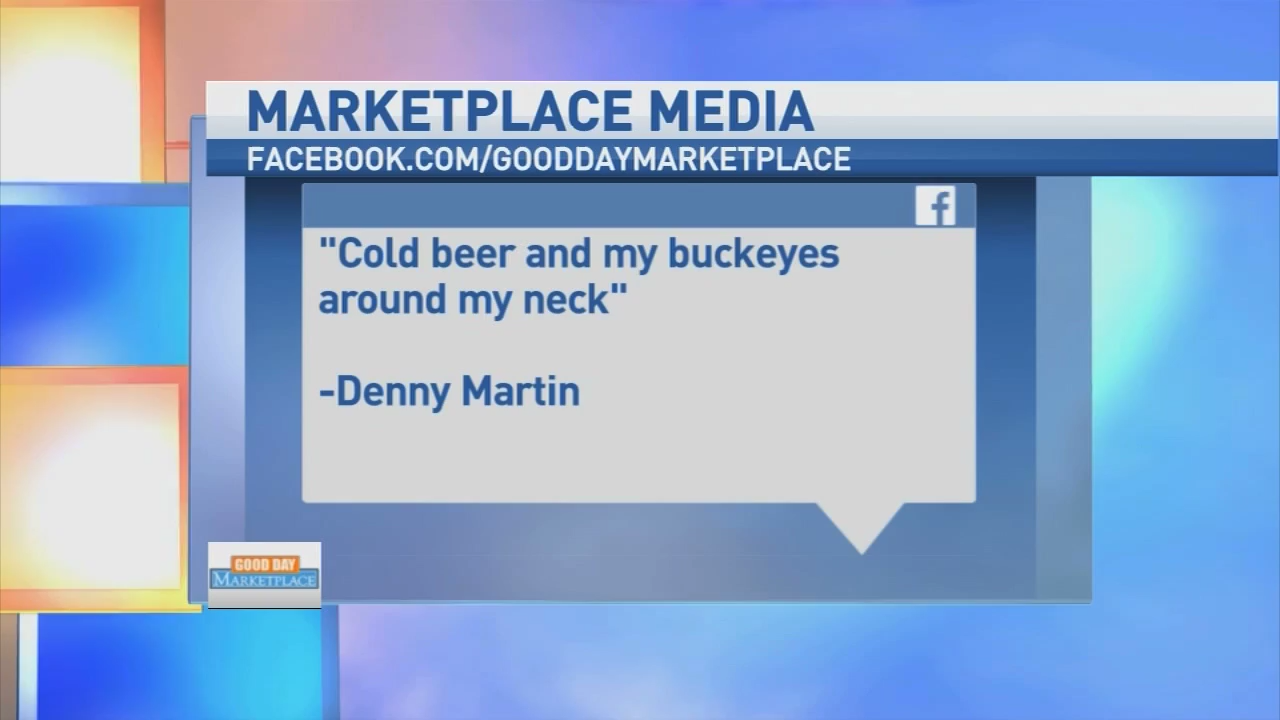 MARKETPLACE MEDIA
FACEBOOK.COM/GOODDAYMARKETPLACE
f
"Cold beer and my buckeyes
around my neck"
-Denny Martin
GOOD DAY
MARKETPLACE